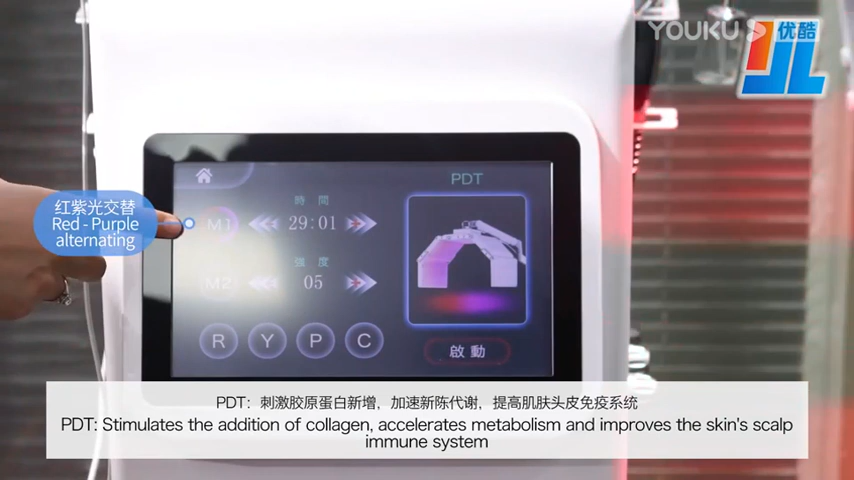 YOUKU
优酷
JL
PDT
時間
M1
29:01
红紫光交替
Red - Purple
alternating
強度
M2
05
R Y P C
啟動
PDT：刺激胶原蛋白新增，加速新陈代谢，提高肌肤头皮免疫系统
PDT: Stimulates the addition of collagen, accelerates metabolism and improves the skin's scalp
immune system